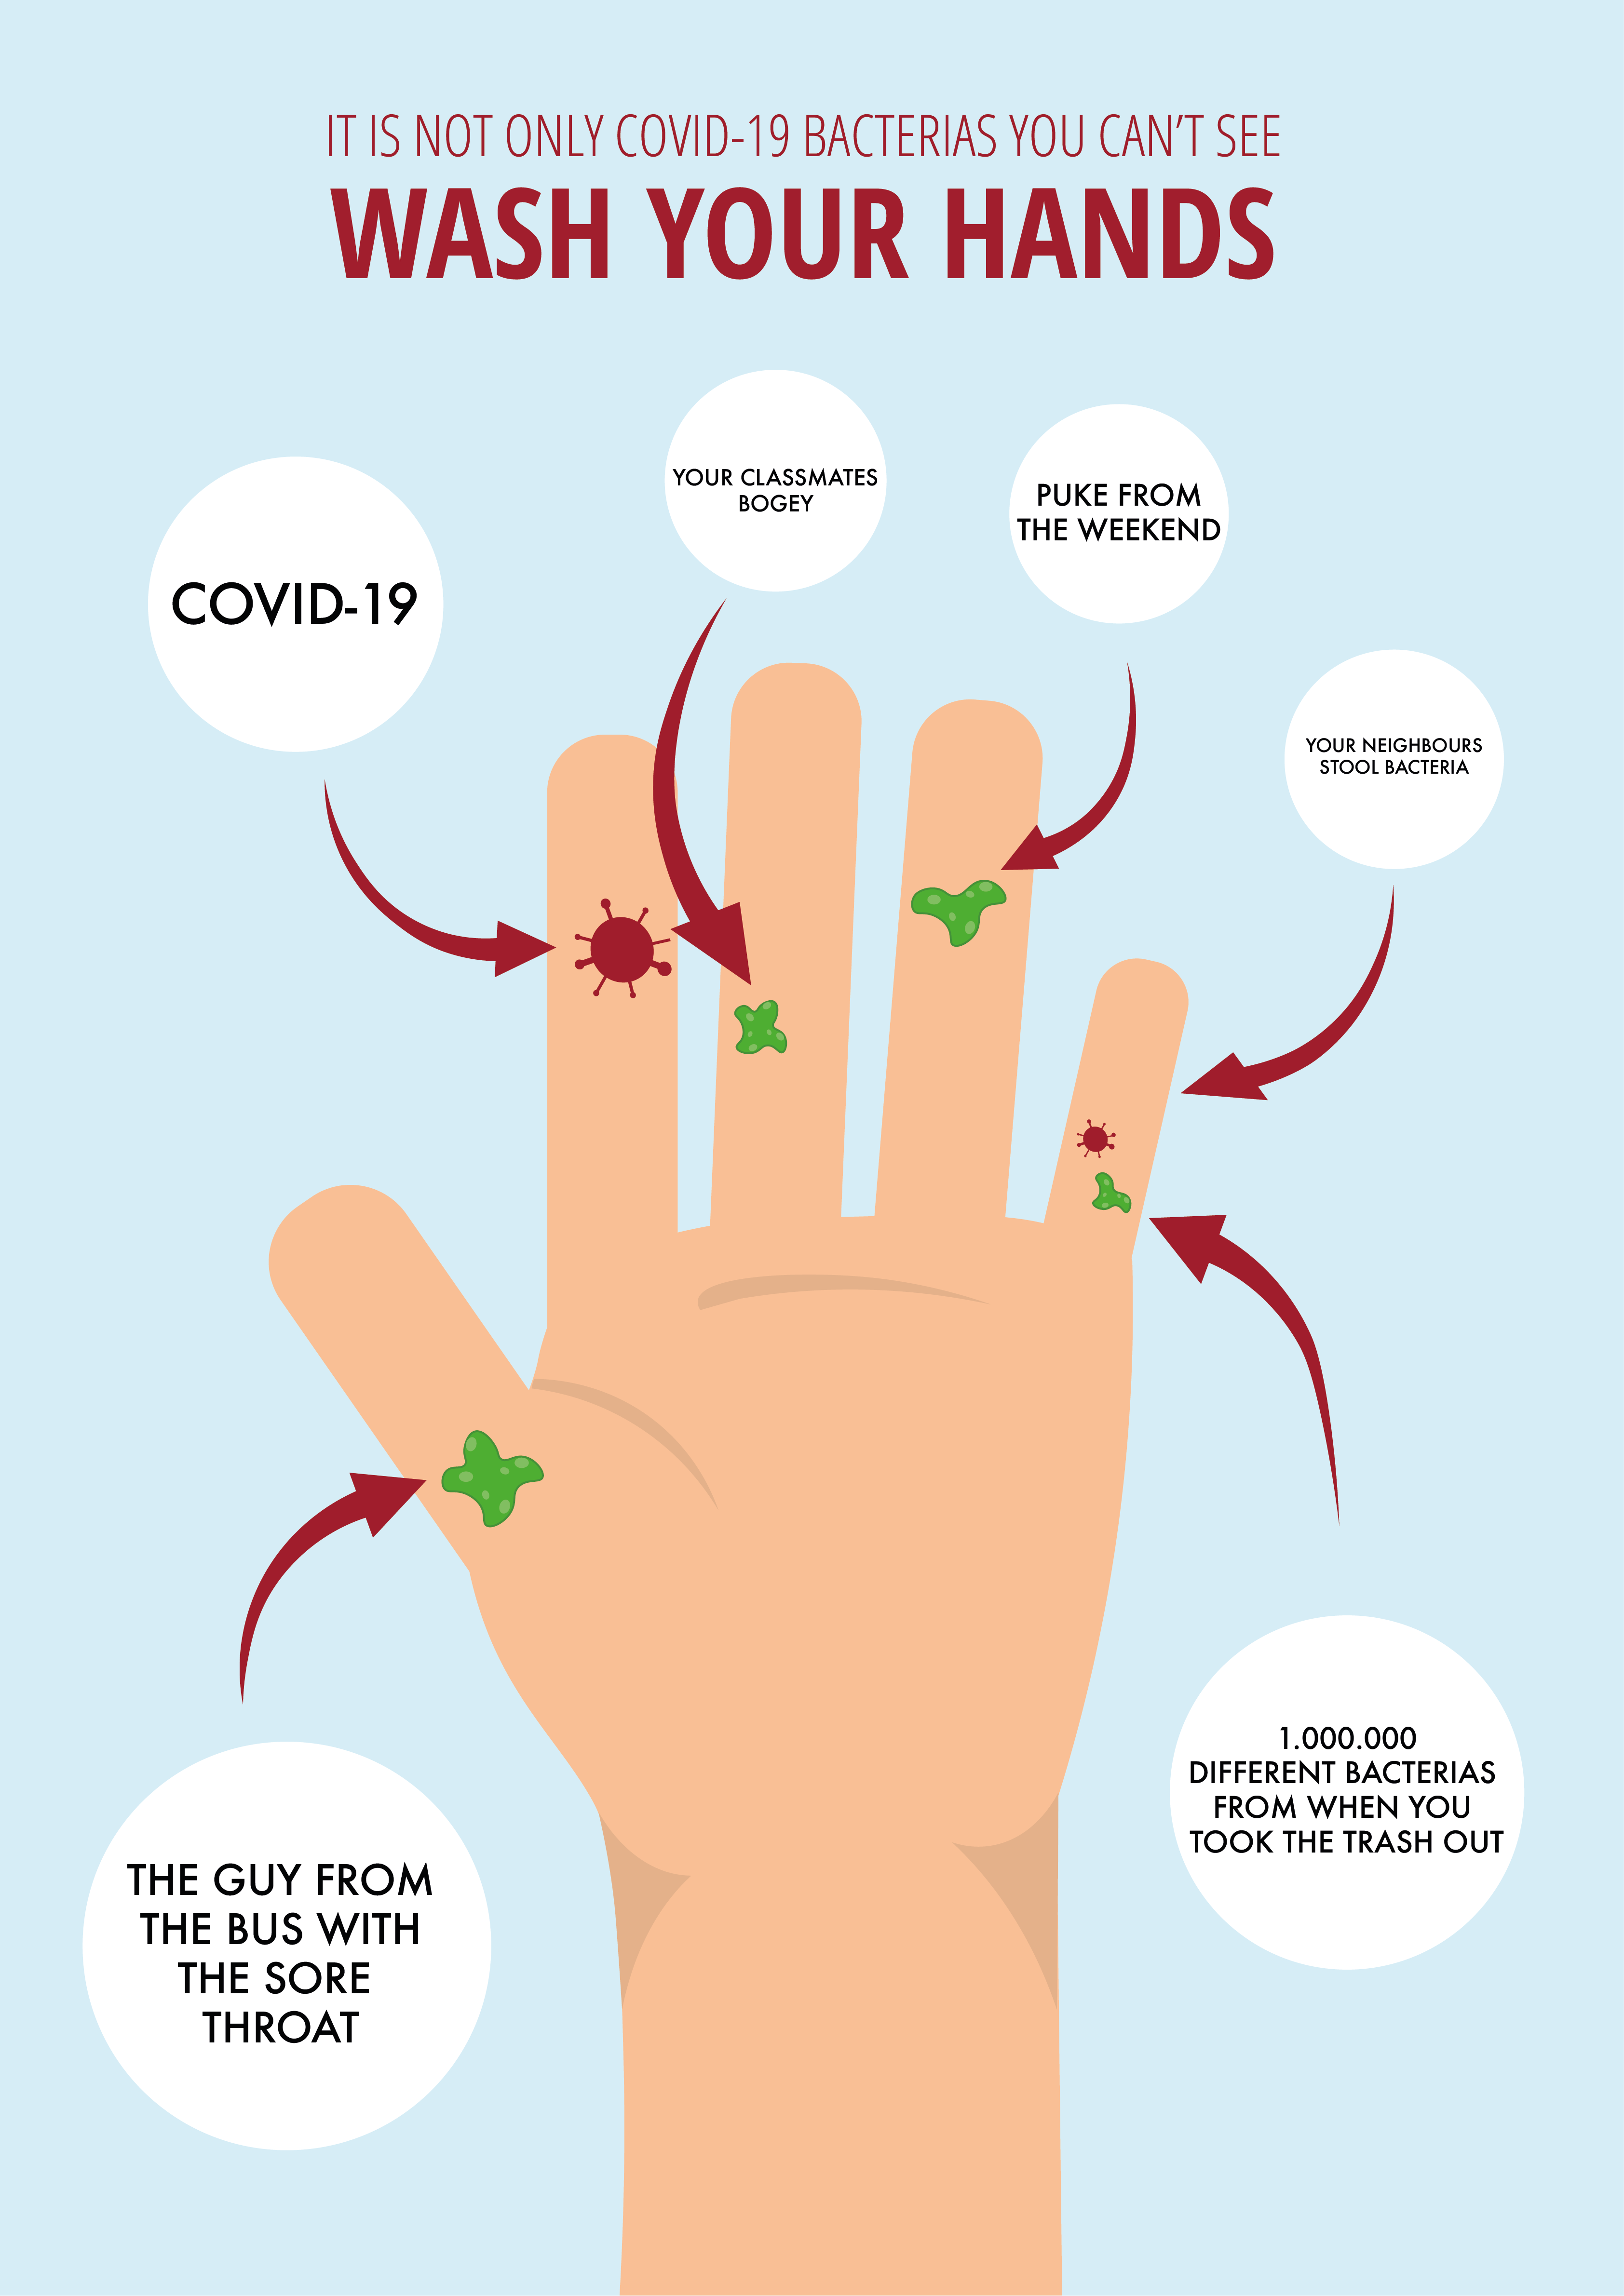 IT IS NOT ONLY COVID-19 BACTERIAS YOU CAN'T SEE
WASH YOUR HANDS
COVID-19
YOUR CLASSMATES
BOGEY
PUKE FROM
THE WEEKEND
YOUR NEIGHBOURS
STOOL BACTERIA
THE GUY FROM
THE BUS WITH
THE SORE
THROAT
1.000.000
DIFFERENT BACTERIAS
FROM WHEN YOU
TOOK THE TRASH OUT